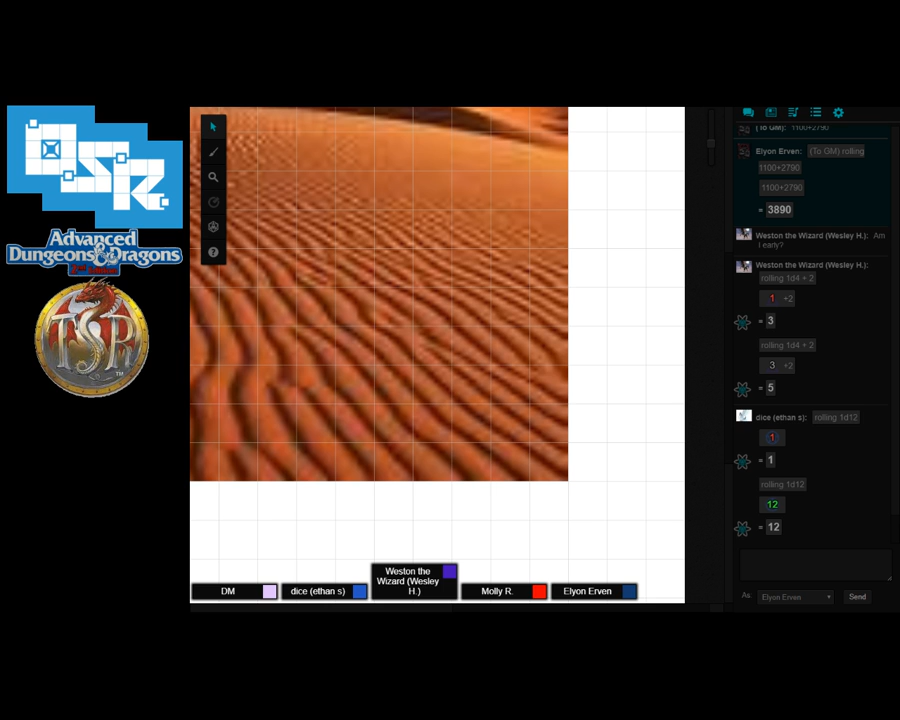 OSR
Advanced
Dungeons & Dragons
2nd Edition
TSR
TM
(To GM): 1100+2790
Elyon Erven: (To GM) rolling
1100+2790
1100+2790
= 3890
Weston the Wizard (Wesley H.): Am
I early?
Weston the Wizard (Wesley H.):
rolling 1d4 + 2
1 +2
= 3
rolling 1d4 + 2
3 +2
= 5
dice (ethan s): rolling 1d12
1
= 1
rolling 1d12
12
= 12
As: Elyon Erven Send
DM
dice (ethan s)
Weston the
Wizard (Wesley
H.)
Molly R.
Elyon Erven